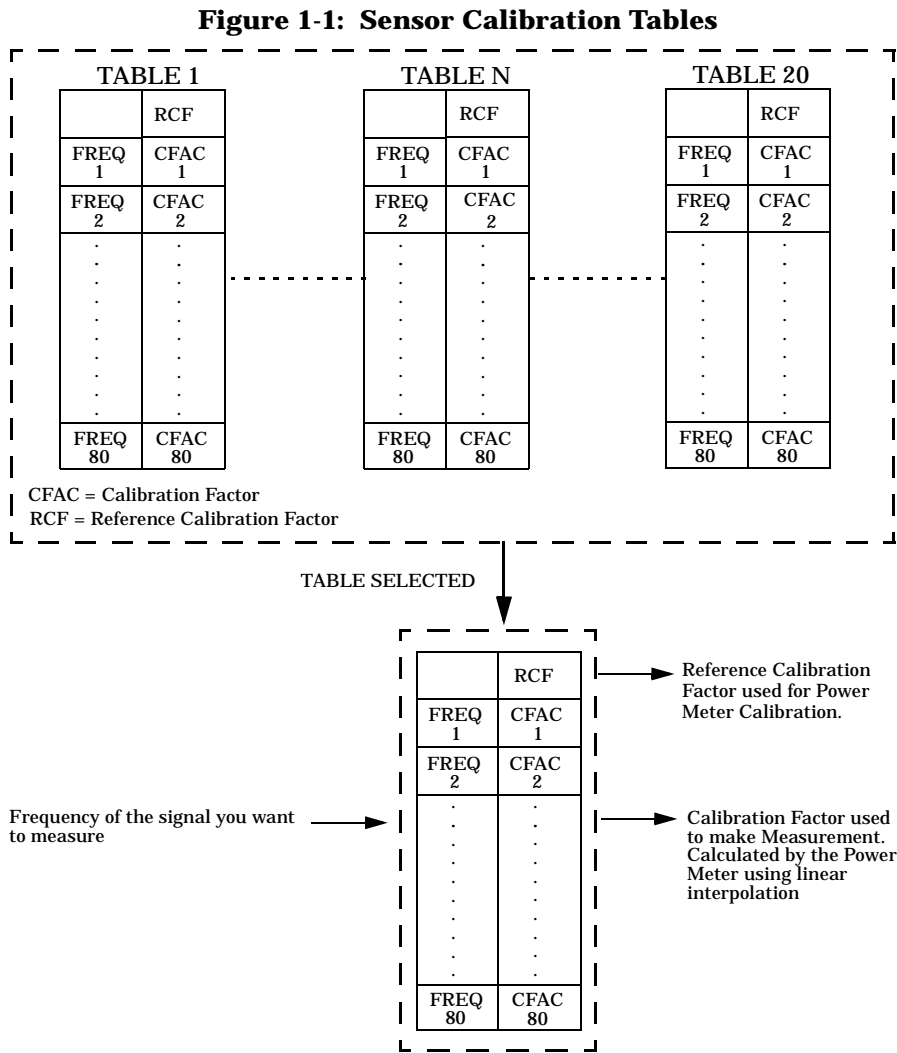 Figure 1-1: Sensor Calibration Tables
TABLE 1
RCF
FREQ 1
CFAC 1
FREQ 2
CFAC 2
FREQ 80
CFAC 80
TABLE N
RCF
FREQ 1
CFAC 1
FREQ 2
CFAC 2
FREQ 80
CFAC 80
TABLE 20
RCF
FREQ 1
CFAC 1
FREQ 2
CFAC 2
FREQ 80
CFAC 80
CFAC = Calibration Factor
RCF = Reference Calibration Factor
TABLE SELECTED
RCF
FREQ 1
CFAC 1
FREQ 2
CFAC 2
FREQ 80
CFAC 80
Reference Calibration
Factor used for Power
Meter Calibration.
Frequency of the signal you want
to measure
Calibration Factor used
to make Measurement.
Calculated by the Power
Meter using linear
interpolation